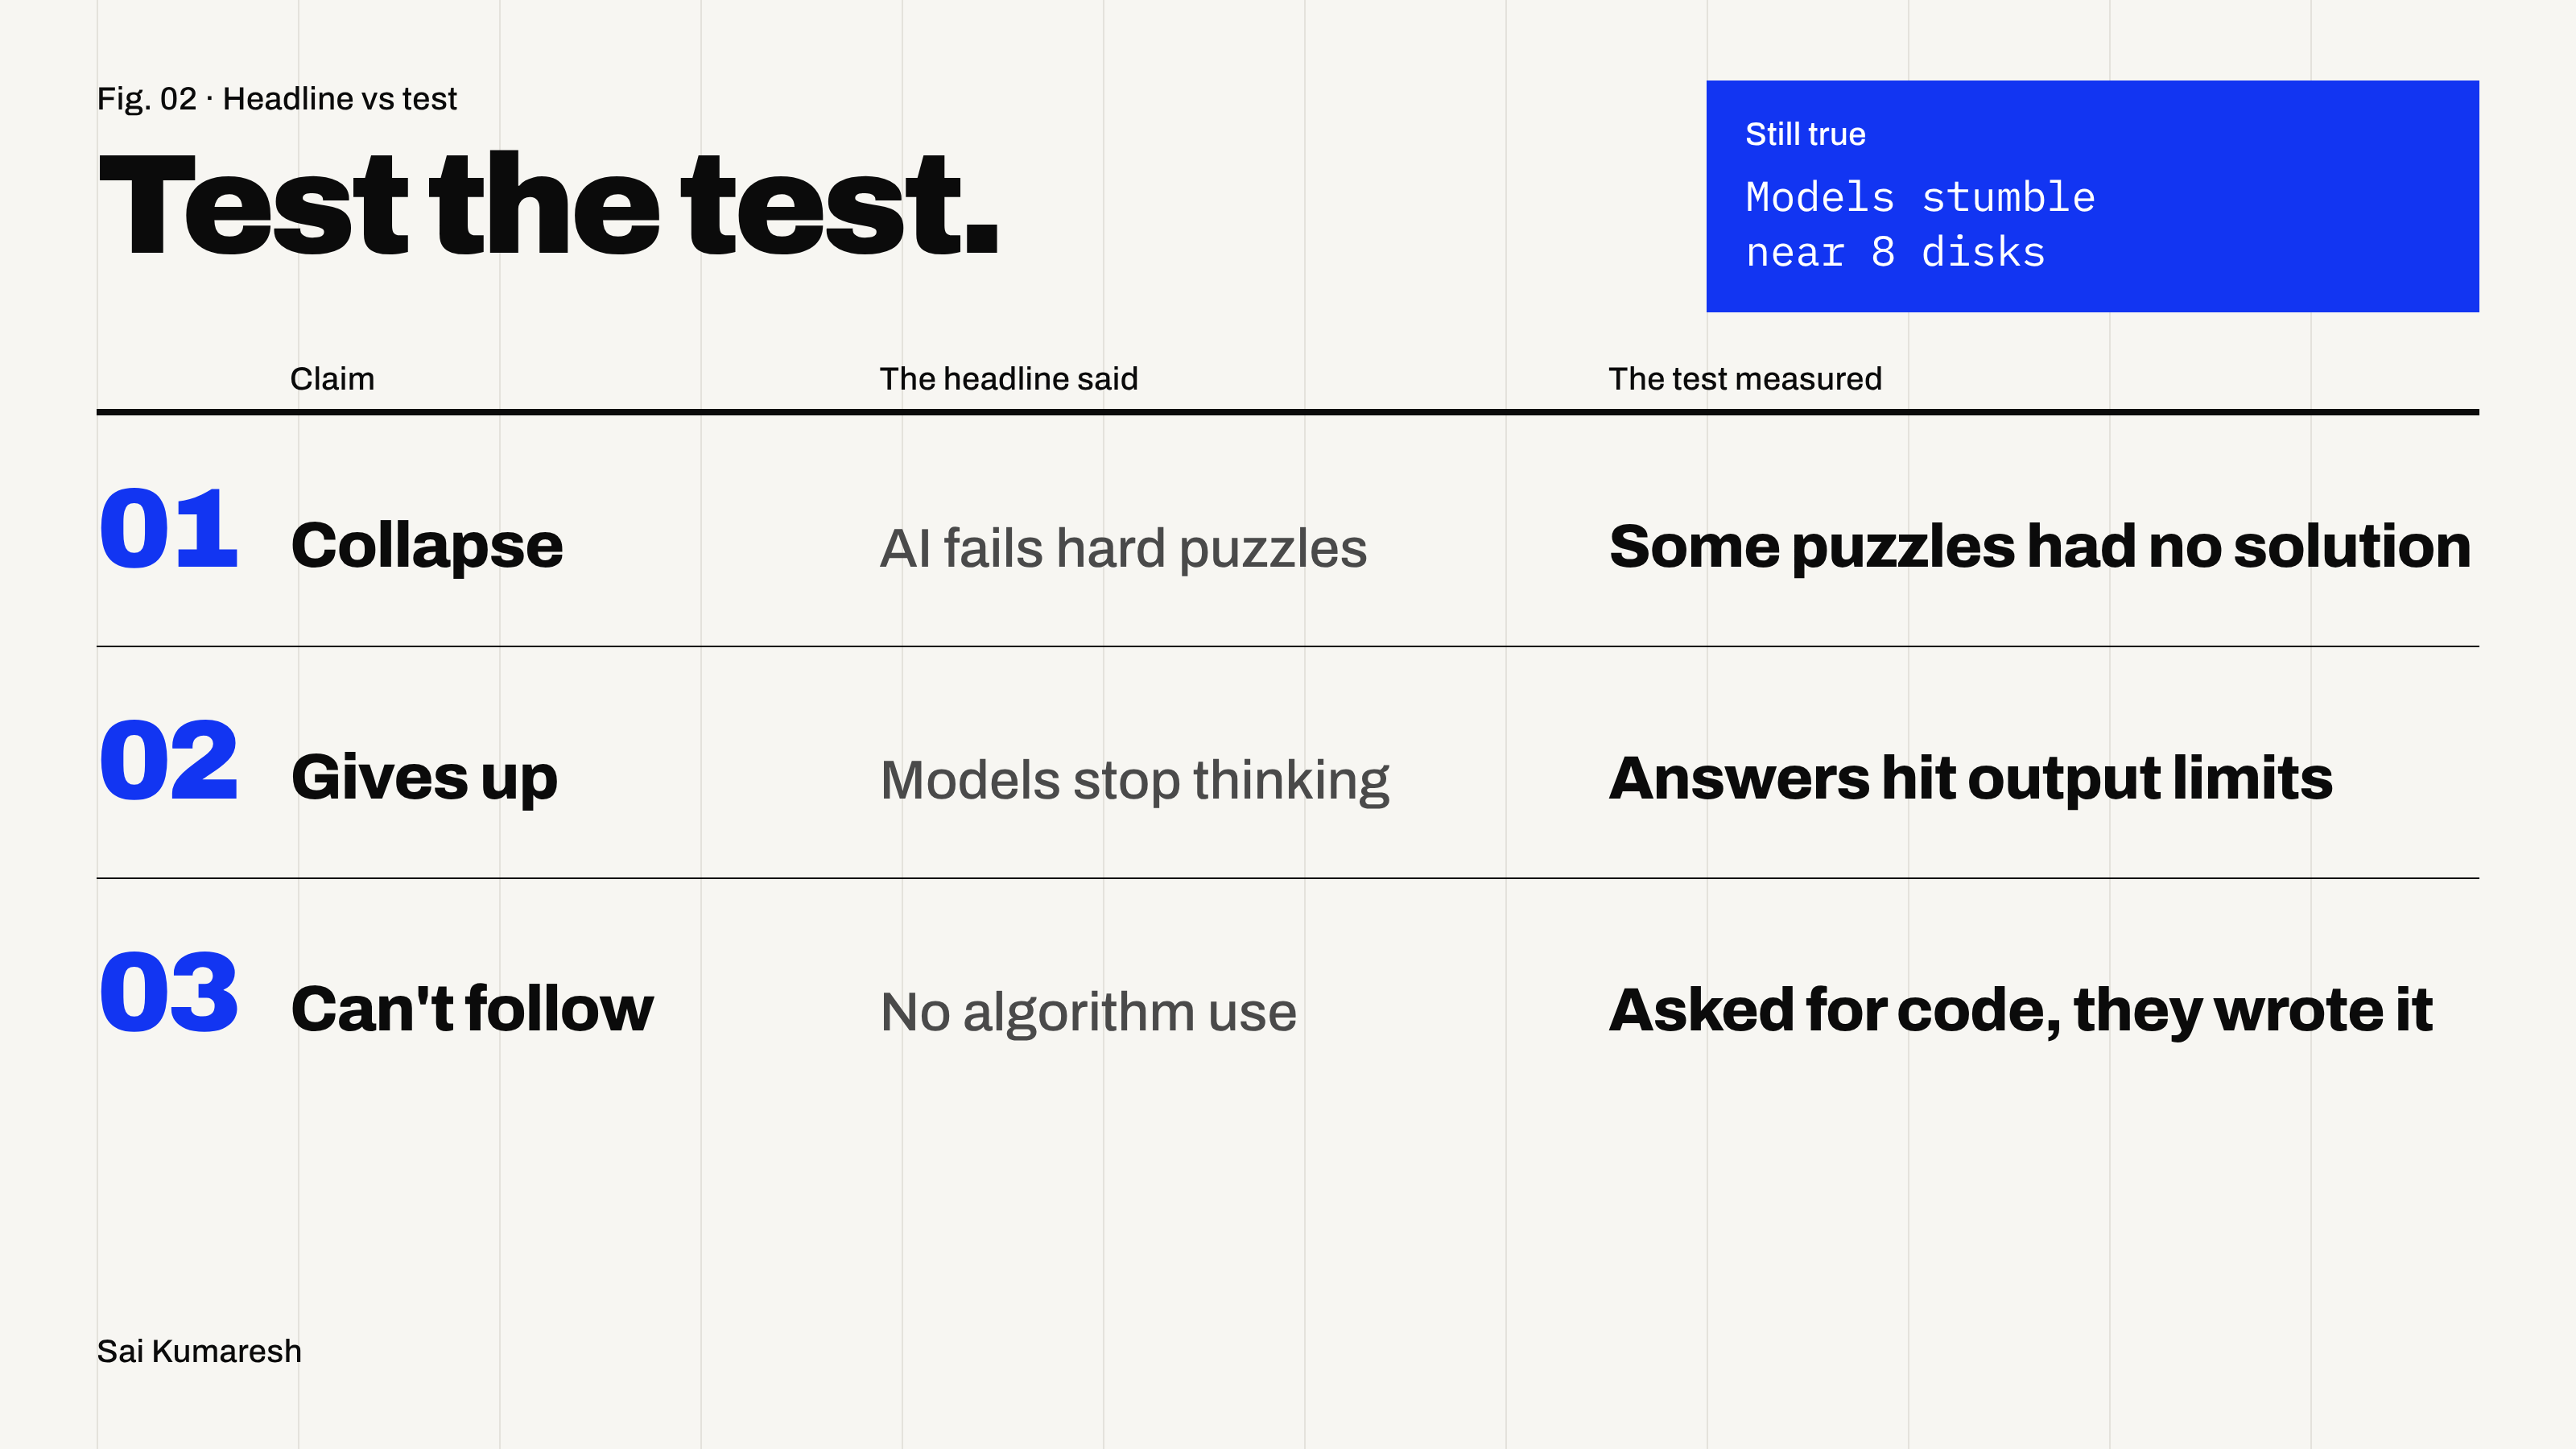 Fig. 02 · Headline vs test
Test the test.
Still true
Models stumble
near 8 disks
Claim
The headline said
The test measured
01 Collapse AI fails hard puzzles Some puzzles had no solution
02 Gives up Models stop thinking Answers hit output limits
03 Can't follow No algorithm use Asked for code, they wrote it
Sai Kumaresh